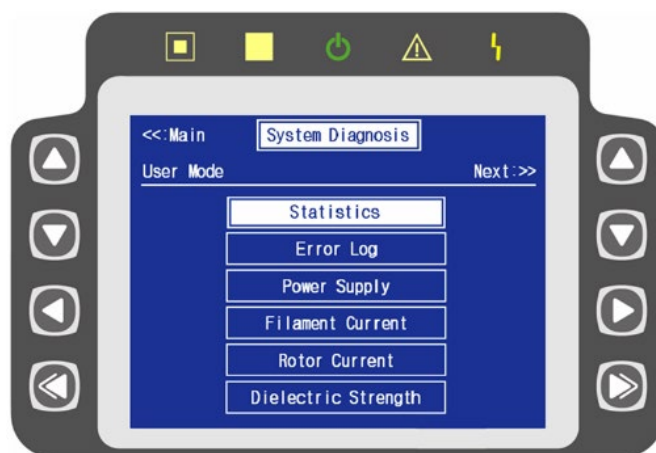 <<:Main
System Diagnosis
User Mode
Next:>>
Statistics
Error Log
Power Supply
Filament Current
Rotor Current
Dielectric Strength